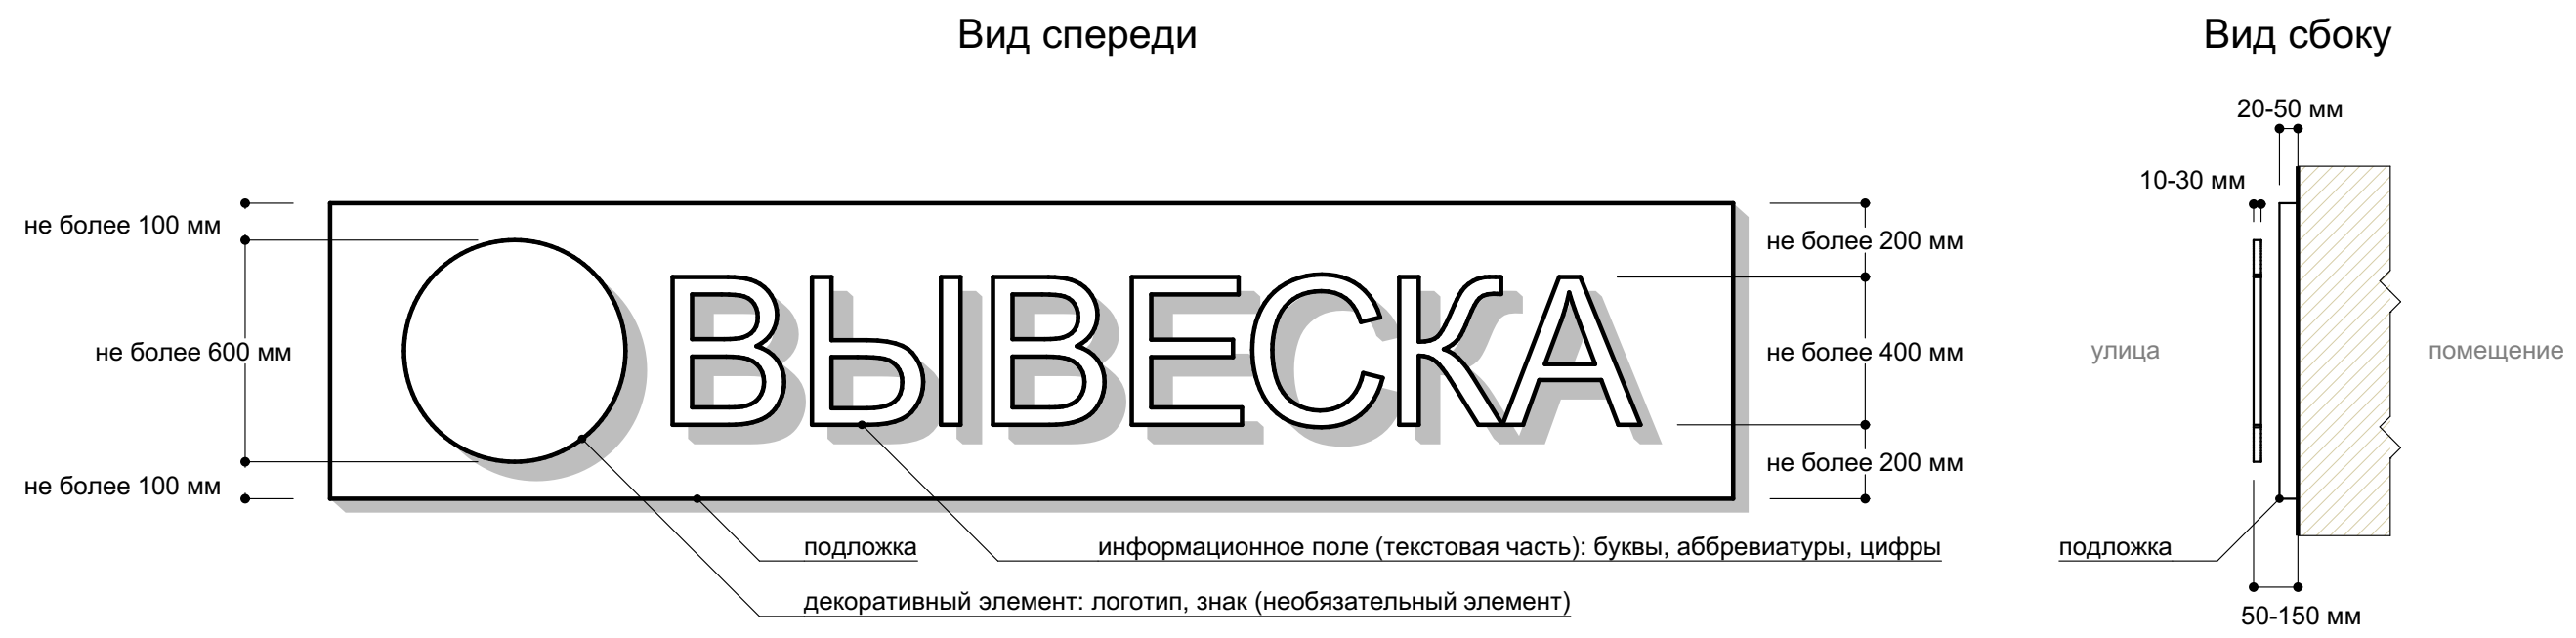 Вид спереди
Вид сбоку
20-50 мм
10-30 мм
не более 100 мм
не более 200 мм
ВЫВЕСКА
не более 600 мм
не более 400 мм
улица
помещение
не более 200 мм
не более 100 мм
подложка
информационное поле (текстовая часть): буквы, аббревиатуры, цифры
подложка
декоративный элемент: логотип, знак (необязательный элемент)
50-150 мм